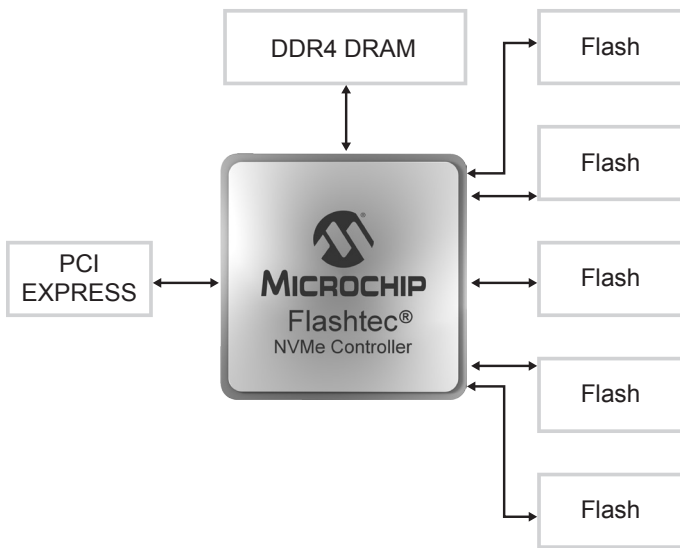 DDR4 DRAM
Flash
Flash
PCI
EXPRESS
MICROCHIP
Flashtec®
NVMe Controller
Flash
Flash
Flash